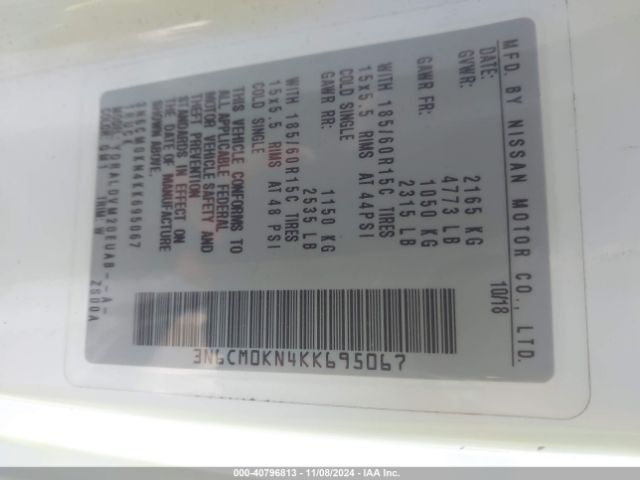 MFD. BY NISSAN MOTOR CO., LTD.
DATE: 10/18
GVWR: 2165 KG
4773 LB
GAWR FR: 1050 KG
2315 LB
WITH 185/60R15C TIRES
15x5.5 RIMS AT 44PSI
COLD SINGLE
GAWR RR: 1150 KG
2535 LB
WITH 185/60R15C TIRES
15x5.5 RIMS AT 48 PSI
COLD SINGLE
THIS VEHICLE CONFORMS TO
ALL APPLICABLE FEDERAL
MOTOR VEHICLE SAFETY AND
THEFT PREVENTION
STANDARDS IN EFFECT ON
THE DATE OF MANUFACTURE
SHOWN ABOVE.
3N6CM0KN4KK695067
COLOR QM1 TRIM W 2800A
3N6CM0KN4KK695067
000-40796813 - 11/08/2024 - IAA Inc.